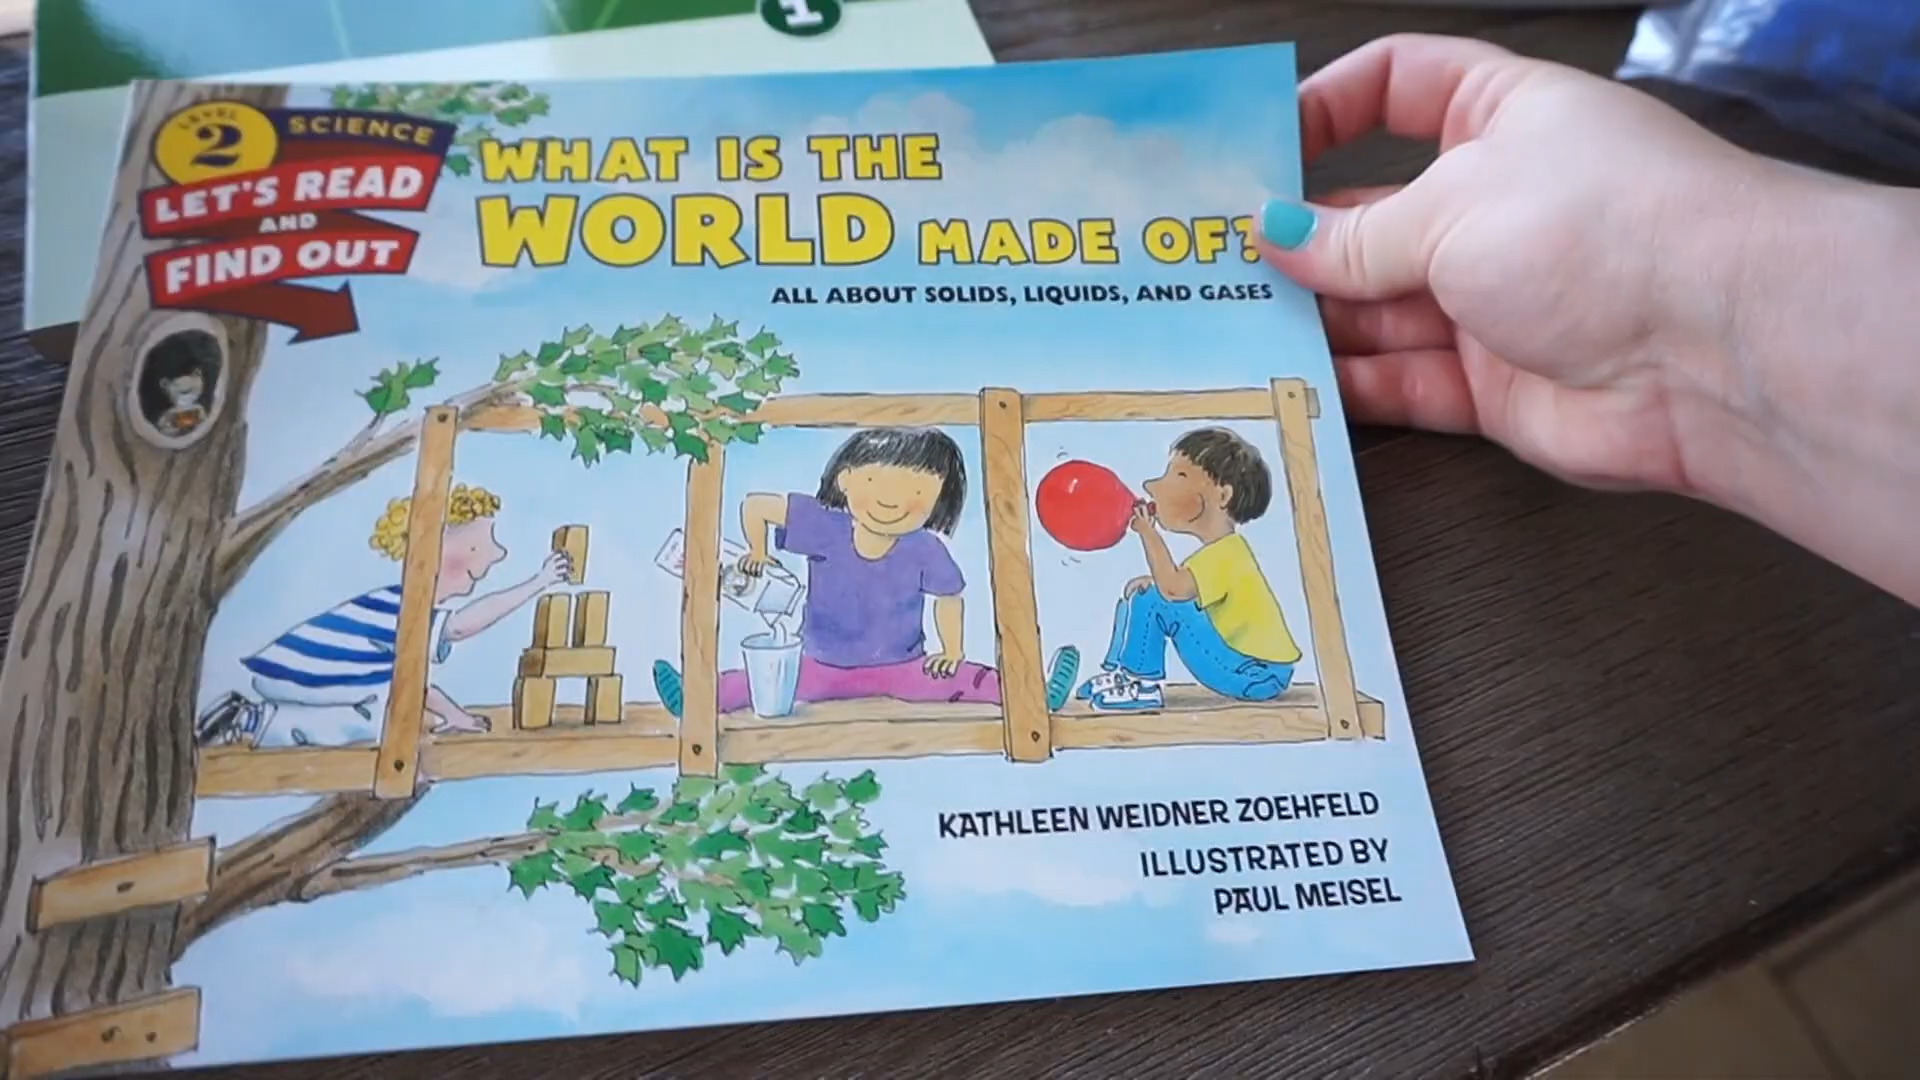 1
LEVEL
2
SCIENCE
LET'S READ
AND
FIND OUT
WHAT IS THE
WORLD MADE OF?
ALL ABOUT SOLIDS, LIQUIDS, AND GASES
KATHLEEN WEIDNER ZOEHFELD
ILLUSTRATED BY
PAUL MEISEL